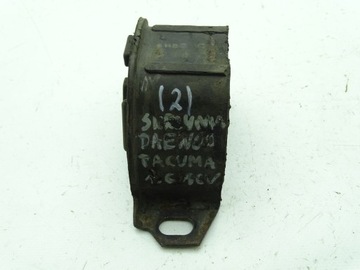 (2)
SKRZYNIA
DAEWOO
TACUMA
1.6 16V